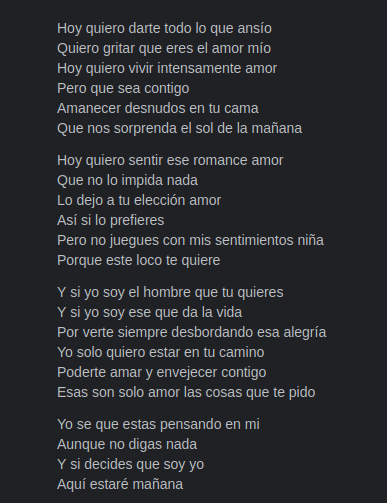 Hoy quiero darte todo lo que ansío
Quiero gritar que eres el amor mío
Hoy quiero vivir intensamente amor
Pero que sea contigo
Amanecer desnudos en tu cama
Que nos sorprenda el sol de la mañana
Hoy quiero sentir ese romance amor
Que no lo impida nada
Lo dejo a tu elección amor
Así si lo prefieres
Pero no juegues con mis sentimientos niña
Porque este loco te quiere
Y si yo soy el hombre que tu quieres
Y si yo soy ese que da la vida
Por verte siempre desbordando esa alegría
Yo solo quiero estar en tu camino
Poderte amar y envejecer contigo
Esas son solo amor las cosas que te pido
Yo se que estas pensando en mi
Aunque no digas nada
Y si decides que soy yo
Aquí estaré mañana